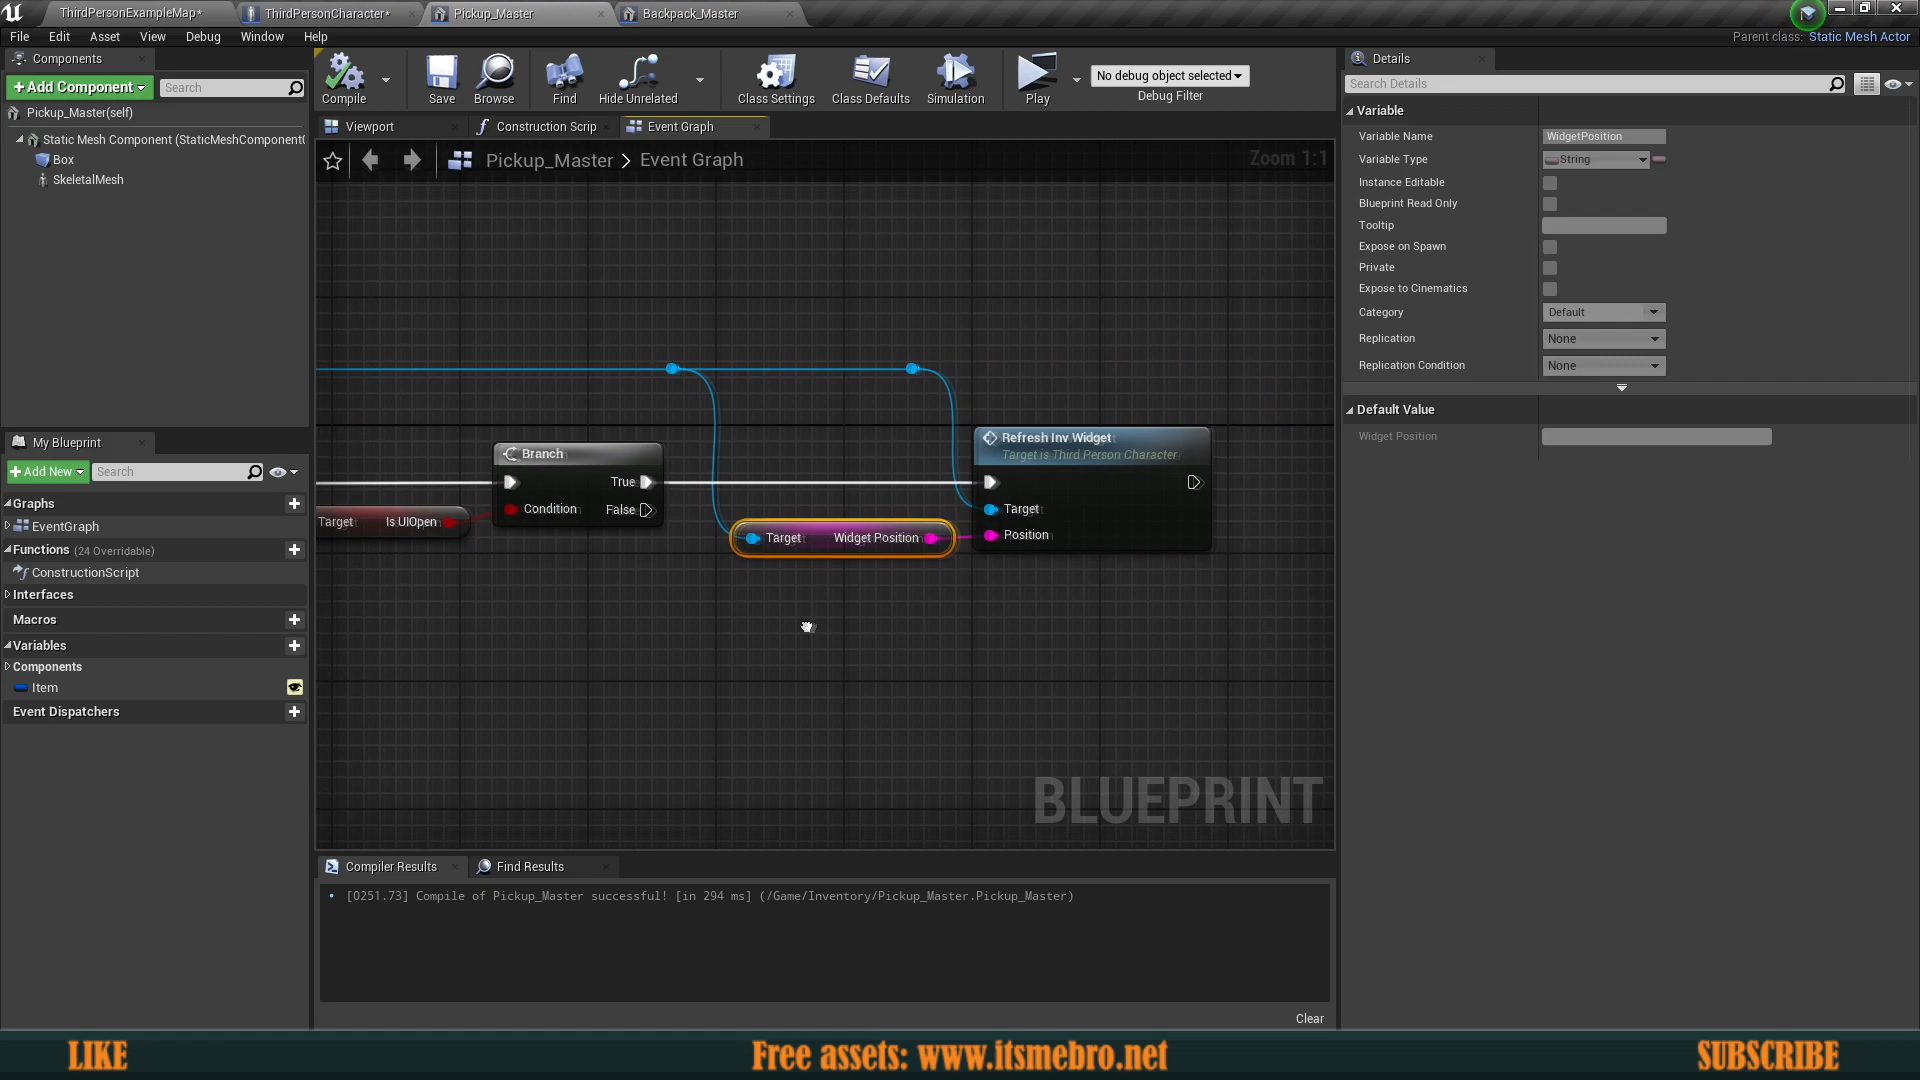 ThirdPersonExampleMap*
ThirdPersonCharacter*
Pickup_Master
Backpack_Master
File Edit Asset View Debug Window Help
Parent class: Static Mesh Actor
Components
+Add Component
Search
Pickup_Master(self)
Static Mesh Component (StaticMeshComponent(
Box
SkeletalMesh
Compile
Save
Browse
Find
Hide Unrelated
Class Settings
Class Defaults
Simulation
Play
No debug object selected
Debug Filter
Viewport
Construction Scrip
Event Graph
Pickup_Master > Event Graph
Zoom 1:1
Target Is UIOpen
Branch
True
Condition
False
Target Widget Position
Refresh Inv Widget
Target is Third Person Character
Target
Position
BLUEPRINT
My Blueprint
+Add New
Search
Graphs
EventGraph
Functions (24 Overridable)
ConstructionScript
Interfaces
Macros
Variables
Components
Item
Event Dispatchers
Compiler Results
Find Results
• [0251.73] Compile of Pickup_Master successful! [in 294 ms] (/Game/Inventory/Pickup_Master.Pickup_Master)
Clear
Details
Search Details
Variable
Variable Name WidgetPosition
Variable Type String
Instance Editable
Blueprint Read Only
Tooltip
Expose on Spawn
Private
Expose to Cinematics
Category Default
Replication None
Replication Condition None
Default Value
Widget Position
LIKE
Free assets: www.itsmebro.net
SUBSCRIBE